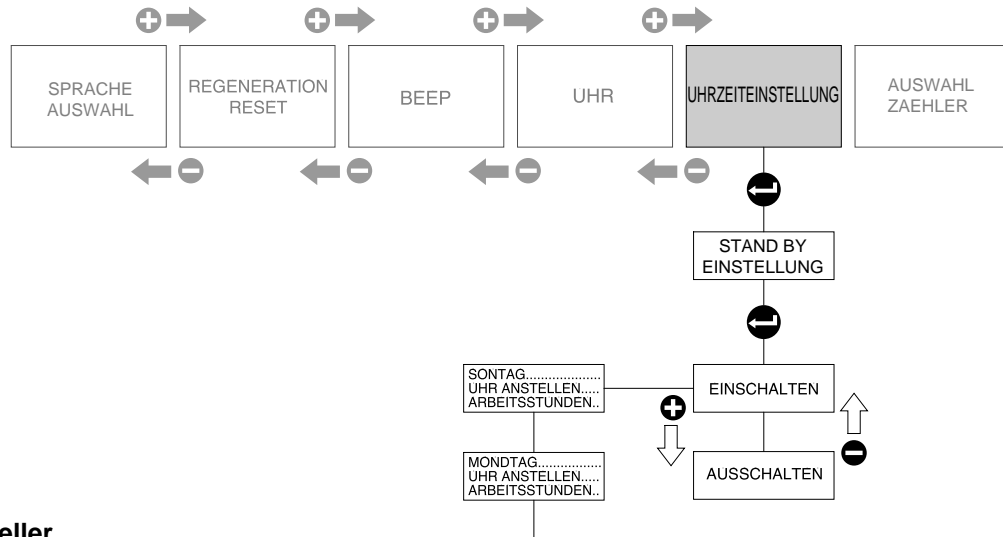 SPRACHE
AUSWAHL
REGENERATION
RESET
BEEP
UHR
UHRZEITEINSTELLUNG
AUSWAHL
ZAEHLER
STAND BY
EINSTELLUNG
SONTAG....................
UHR ANSTELLEN.....
ARBEITSSTUNDEN..
EINSCHALTEN
MONDTAG.................
UHR ANSTELLEN.....
ARBEITSSTUNDEN..
AUSSCHALTEN
eller